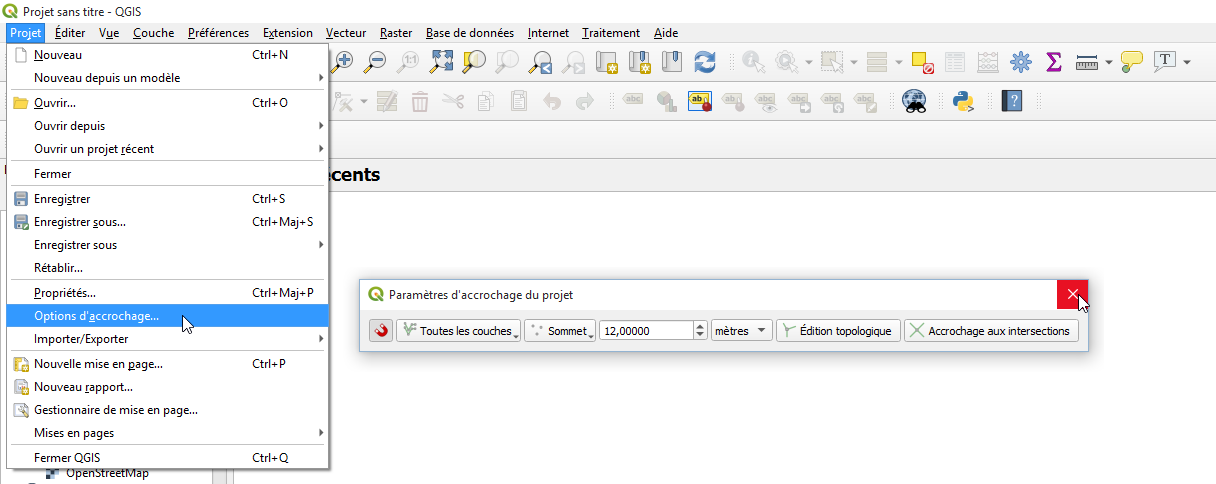 Projet sans titre - QGIS
Projet Éditer Vue Couche Préférences Extension Vecteur Raster Base de données Internet Traitement Aide
Nouveau Ctrl+N
Nouveau depuis un modèle
Ouvrir... Ctrl+O
Ouvrir depuis
Ouvrir un projet récent
Fermer
écents
Enregistrer Ctrl+S
Enregistrer sous... Ctrl+Maj+S
Enregistrer sous
Rétablir...
Propriétés... Ctrl+Maj+P
Options d'accrochage...
Importer/Exporter
Nouvelle mise en page... Ctrl+P
Nouveau rapport...
Gestionnaire de mise en page...
Mises en pages
Fermer QGIS Ctrl+Q
OpenStreetMap
Paramètres d'accrochage du projet
Toutes les couches Sommet 12,00000 mètres Édition topologique Accrochage aux intersections